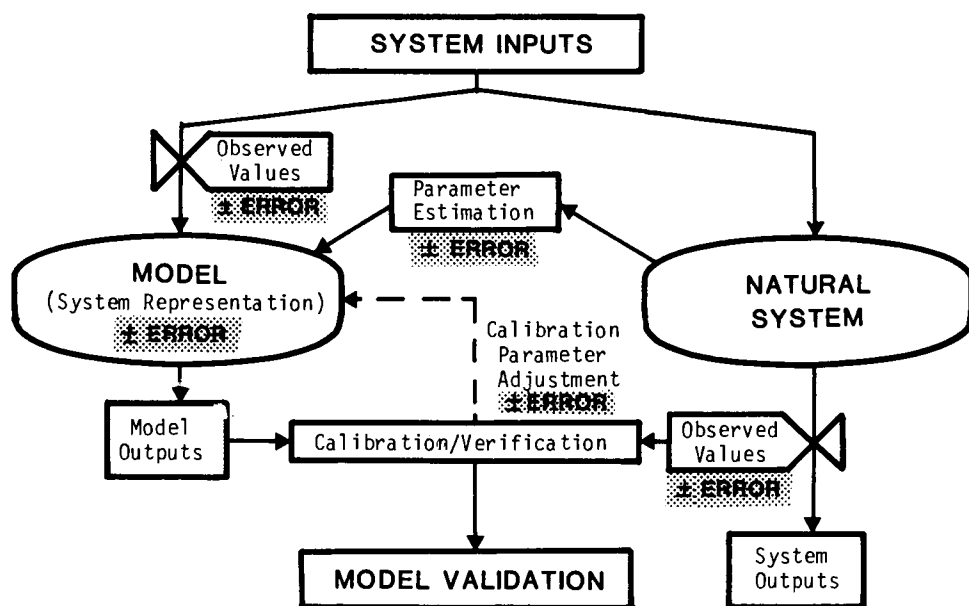 SYSTEM INPUTS
Observed
Values
± ERROR
Parameter
Estimation
± ERROR
MODEL
(System Representation)
± ERROR
NATURAL
SYSTEM
Calibration
Parameter
Adjustment
± ERROR
Model
Outputs
Calibration/Verification
Observed
Values
± ERROR
MODEL VALIDATION
System
Outputs